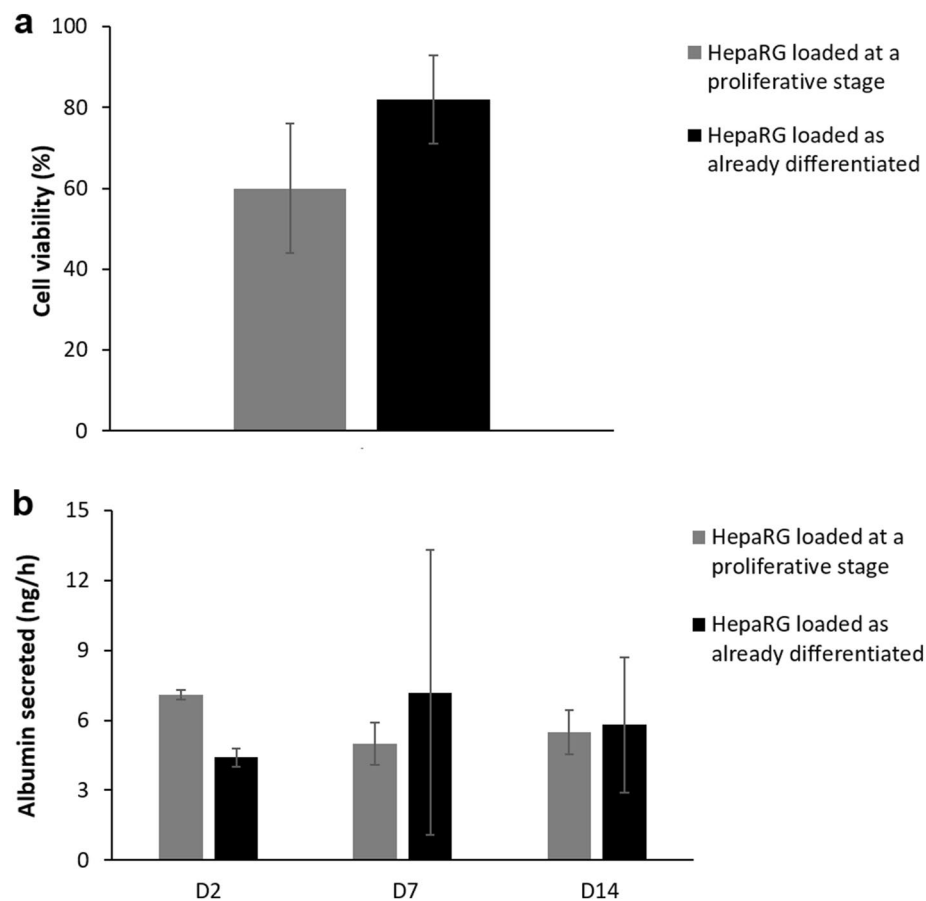 a
100
80
60
40
20
0
Cell viability (%)
HepaRG loaded at a
proliferative stage
HepaRG loaded as
already differentiated
b
15
12
9
6
3
0
Albumin secreted (ng/h)
D2
D7
D14
HepaRG loaded at a
proliferative stage
HepaRG loaded as
already differentiated